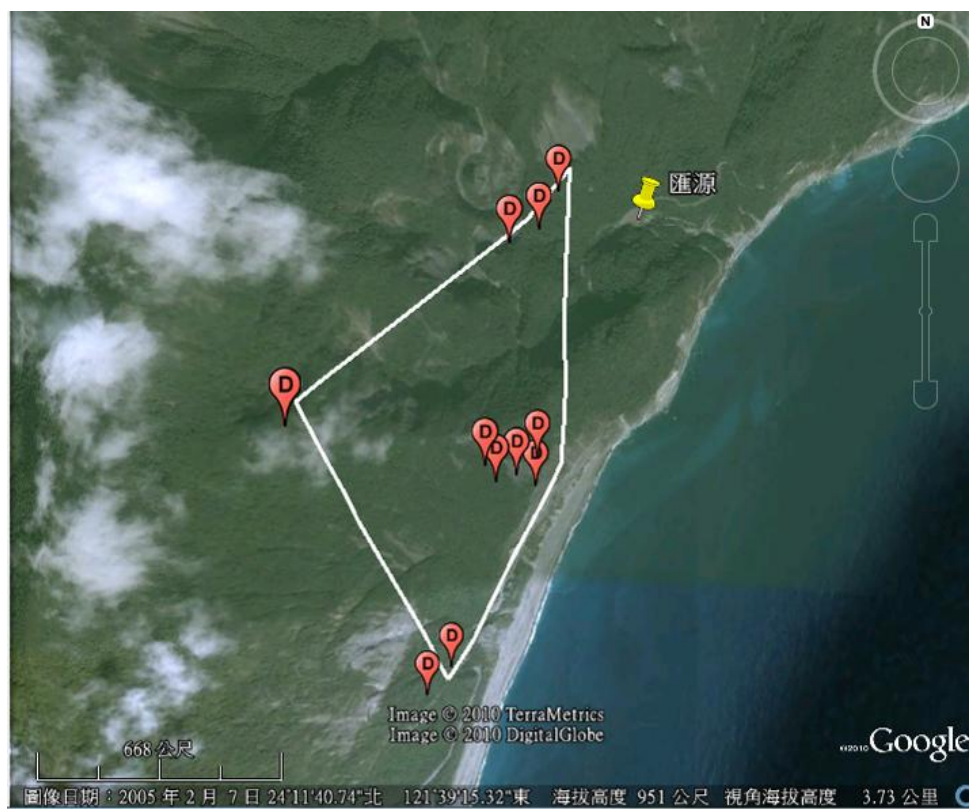 N
D
D
D
匯源
D
D
D
D
D
D
D
D
Image © 2010 TerraMetrics
Image © 2010 DigitalGlobe
668 公尺
©2010 Google
圖像日期：2005 年 2 月 7 日 24°11'40.74"北 121°39'15.32"東 海拔高度 951 公尺 視角海拔高度 3.73 公里